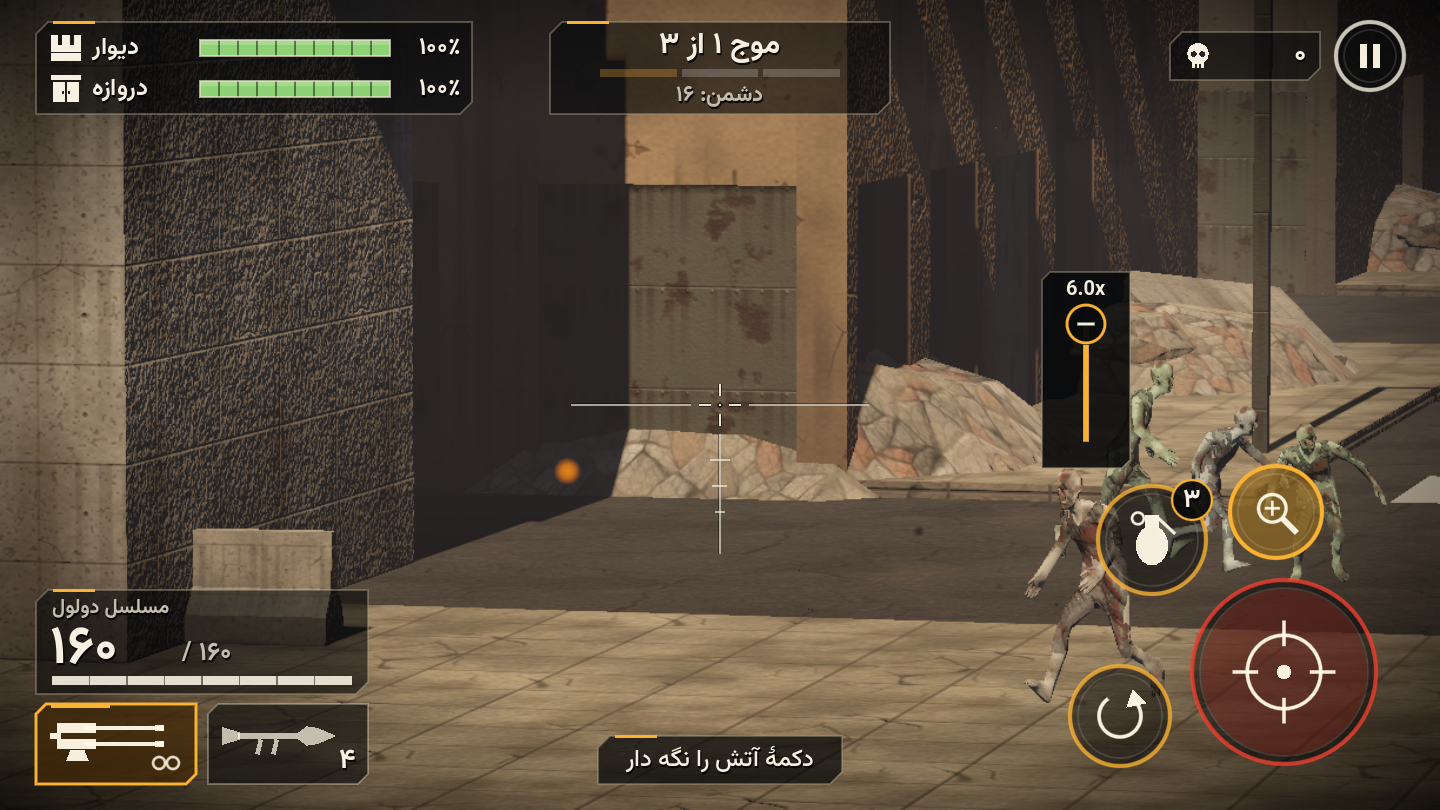 دیوار ۱۰۰٪
دروازه ۱۰۰٪
موج ۱ از ۳
دشمن: ۱۶
۰
6.0x
۳
مسلسل دولول
۱۶۰ / ۱۶۰
∞
۴
دکمهٔ آتش را نگه دار